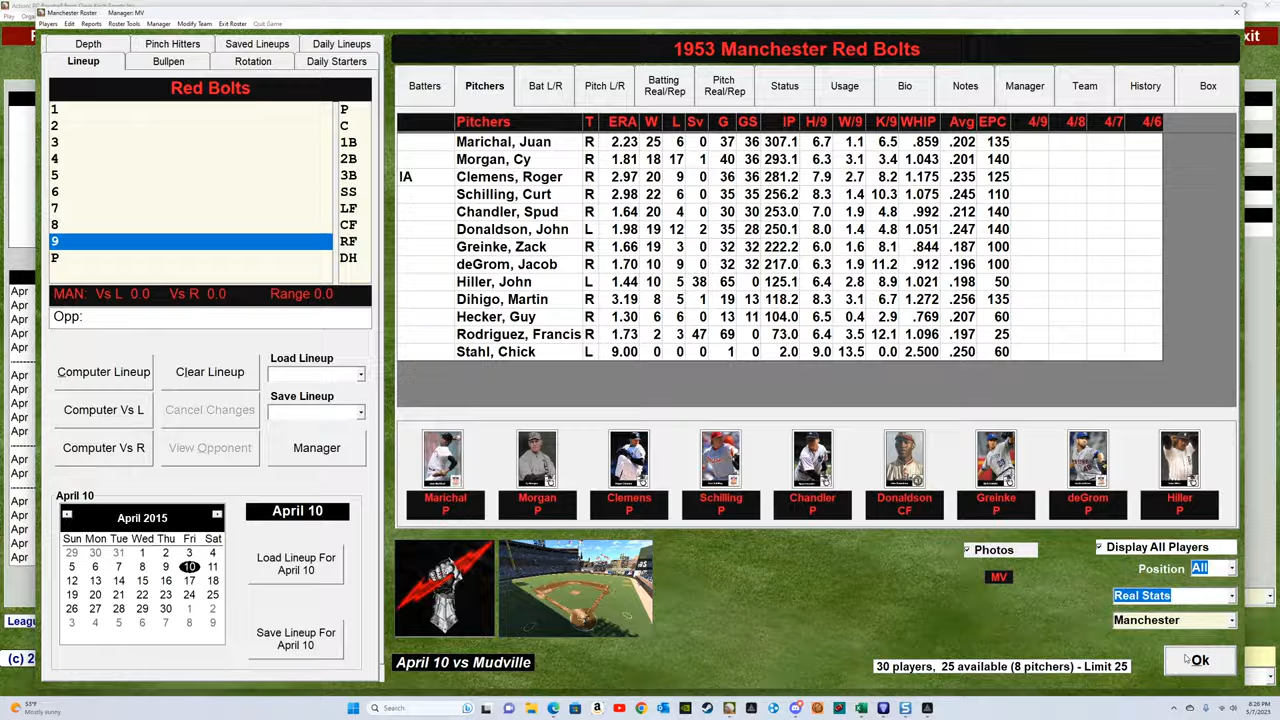 Manchester Roster Manager: MV
Players Edit Reports Roster Tools Manager Modify Team Exit Roster Quit Game
Depth Pinch Hitters Saved Lineups Daily Lineups
Lineup Bullpen Rotation Daily Starters
Red Bolts
1 P
2 C
3 1B
4 2B
5 3B
6 SS
7 LF
8 CF
9 RF
P DH
MAN: Vs L 0.0 Vs R 0.0 Range 0.0
Opp:
Computer Lineup Clear Lineup Load Lineup
Computer Vs L Cancel Changes Save Lineup
Computer Vs R View Opponent Manager
April 10
April 2015
Sun Mon Tue Wed Thu Fri Sat
29 30 31 1 2 3 4
5 6 7 8 9 10 11
12 13 14 15 16 17 18
19 20 21 22 23 24 25
26 27 28 29 30 1 2
3 4 5 6 7 8 9
April 10
Load Lineup For
April 10
Save Lineup For
April 10
1953 Manchester Red Bolts
Batters Pitchers Bat L/R Pitch L/R Batting Real/Rep Pitch Real/Rep Status Usage Bio Notes Manager Team History Box
Pitchers T ERA W L Sv G GS IP H/9 W/9 K/9 WHIP Avg EPC 4/9 4/8 4/7 4/6
Marichal, Juan R 2.23 25 6 0 37 36 307.1 6.7 1.1 6.5 .859 .202 135
Morgan, Cy R 1.81 18 17 1 40 36 293.1 6.3 3.1 3.4 1.043 .201 140
IA Clemens, Roger R 2.97 20 9 0 36 36 281.2 7.9 2.7 8.2 1.175 .235 125
Schilling, Curt R 2.98 22 6 0 35 35 256.2 8.3 1.4 10.3 1.075 .245 110
Chandler, Spud R 1.64 20 4 0 30 30 253.0 7.0 1.9 4.8 .992 .212 140
Donaldson, John L 1.98 19 12 2 35 28 250.1 8.0 1.4 4.8 1.051 .247 140
Greinke, Zack R 1.66 19 3 0 32 32 222.2 6.0 1.6 8.1 .844 .187 100
deGrom, Jacob R 1.70 10 9 0 32 32 217.0 6.3 1.9 11.2 .912 .196 100
Hiller, John L 1.44 10 5 38 65 0 125.1 6.4 2.8 8.9 1.021 .198 50
Dihigo, Martin R 3.19 8 5 1 19 13 118.2 8.3 3.1 6.7 1.272 .256 135
Hecker, Guy R 1.30 6 6 0 13 11 104.0 6.5 0.4 2.9 .769 .207 60
Rodriguez, Francis R 1.73 2 3 47 69 0 73.0 6.4 3.5 12.1 1.096 .197 25
Stahl, Chick L 9.00 0 0 0 1 0 2.0 9.0 13.5 0.0 2.500 .250 60
Marichal Morgan Clemens Schilling Chandler Donaldson Greinke deGrom Hiller
P P P P P CF P P P
Photos
Display All Players
MV
Position All
Real Stats
Manchester
April 10 vs Mudville
30 players, 25 available (8 pitchers) - Limit 25
Ok
Apr
Apr
Apr
Apr
Apr
Apr
Apr
Apr
Apr
Apr
Apr
53°F
Mostly sunny
Search
8:26 PM
5/7/2023